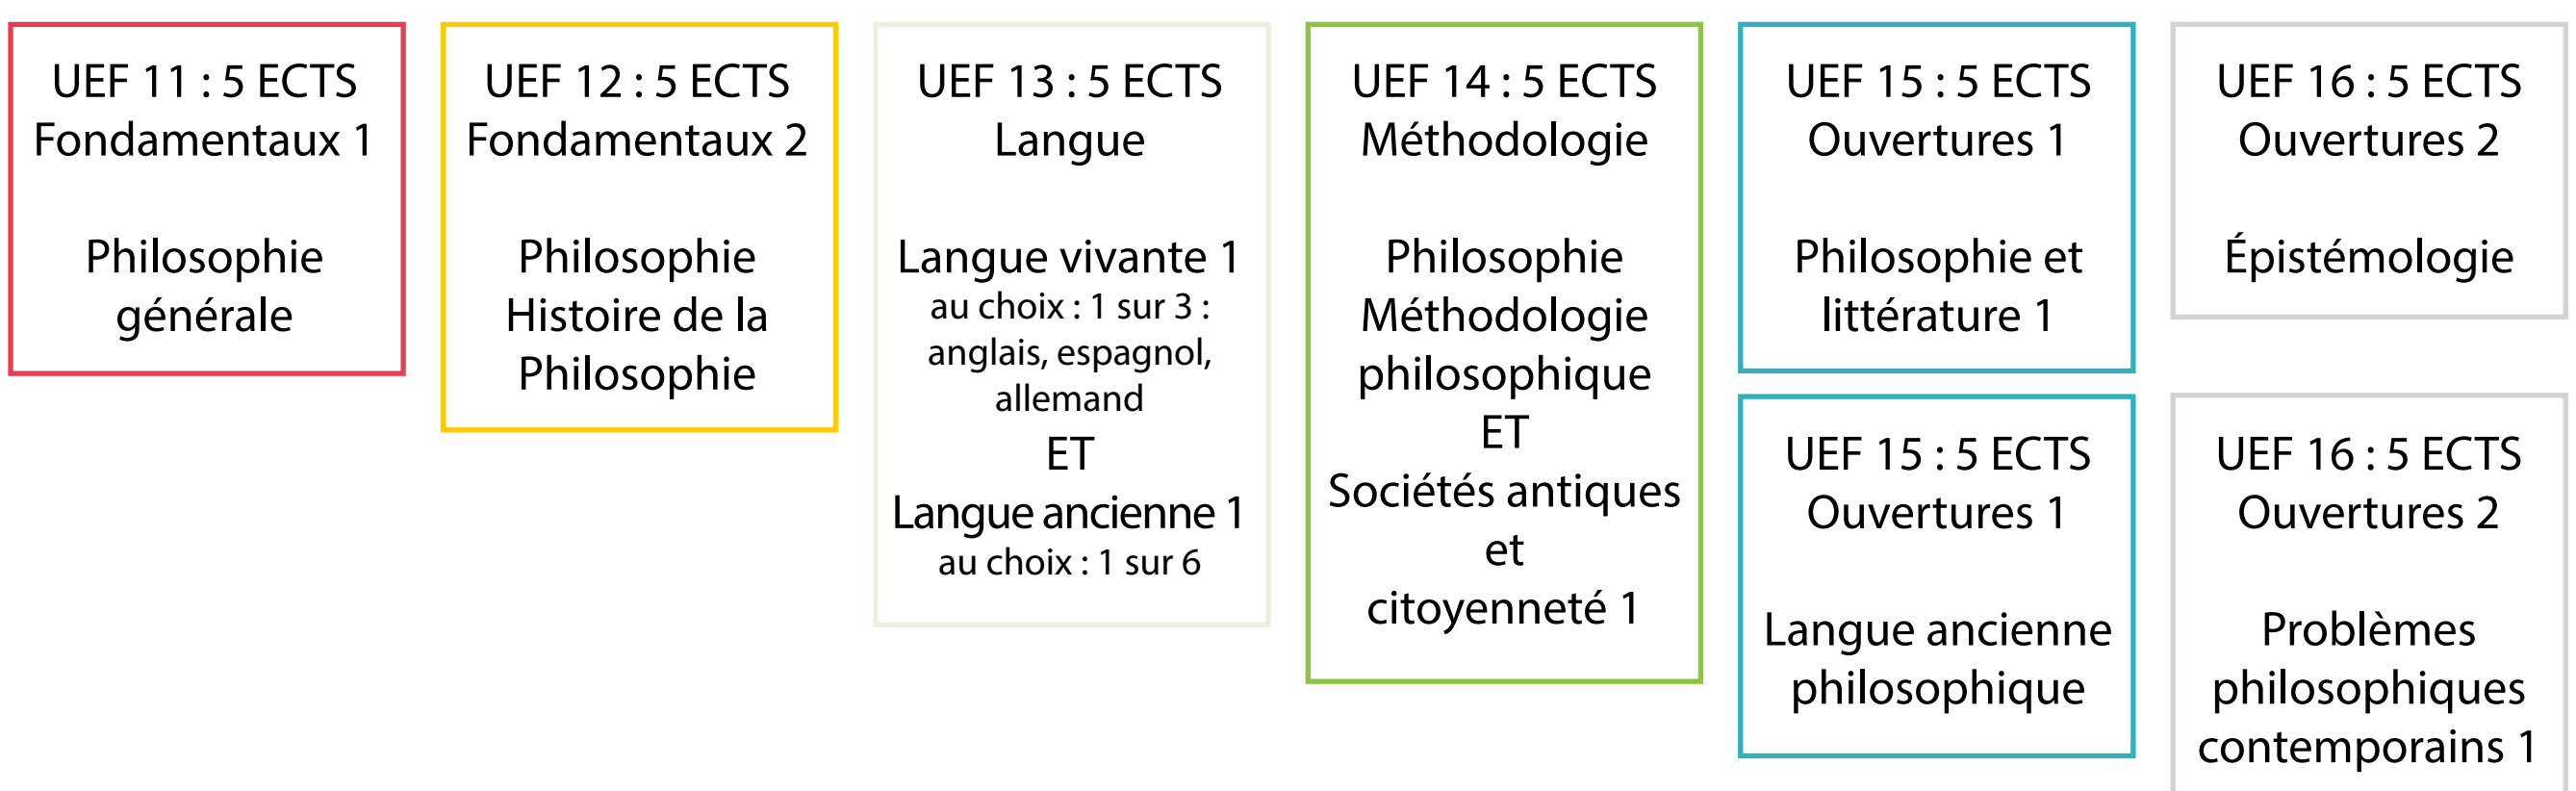 UEF 11 : 5 ECTS
Fondamentaux 1
Philosophie
générale
UEF 12 : 5 ECTS
Fondamentaux 2
Philosophie
Histoire de la
Philosophie
UEF 13 : 5 ECTS
Langue
Langue vivante 1
au choix : 1 sur 3 :
anglais, espagnol,
allemand
ET
Langue ancienne 1
au choix : 1 sur 6
UEF 14 : 5 ECTS
Méthodologie
Philosophie
Méthodologie
philosophique
ET
Sociétés antiques
et
citoyenneté 1
UEF 15 : 5 ECTS
Ouvertures 1
Philosophie et
littérature 1
UEF 15 : 5 ECTS
Ouvertures 1
Langue ancienne
philosophique
UEF 16 : 5 ECTS
Ouvertures 2
Épistémologie
UEF 16 : 5 ECTS
Ouvertures 2
Problèmes
philosophiques
contemporains 1